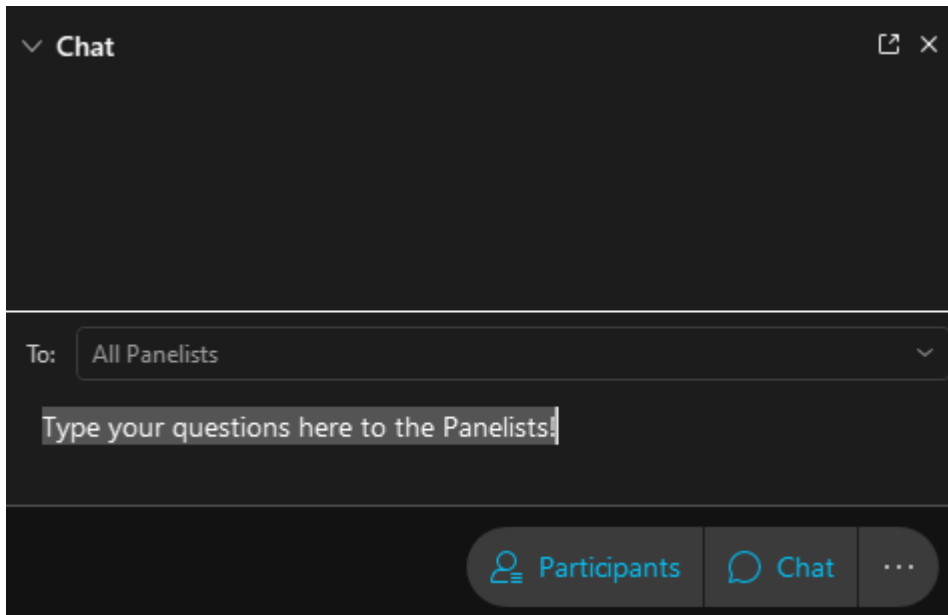 Chat
To: All Panelists
Type your questions here to the Panelists!
Participants Chat ...